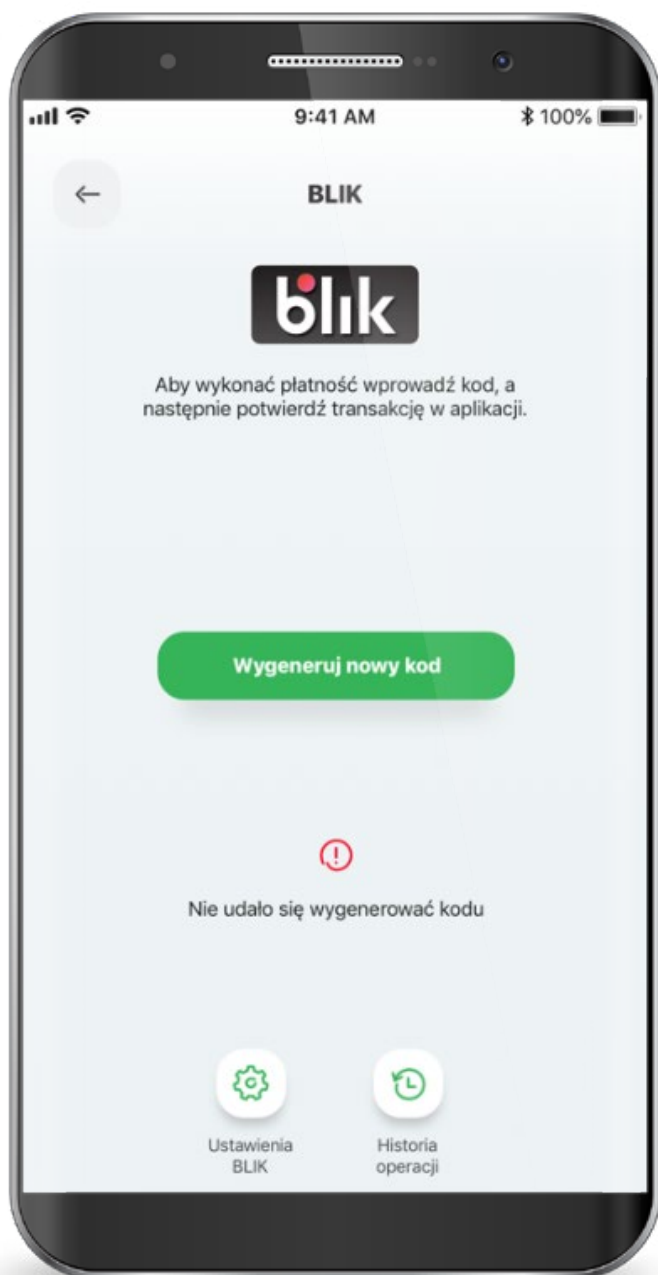 9:41 AM
100%
BLIK
blik
Aby wykonać płatność wprowadź kod, a
następnie potwierdź transakcję w aplikacji.
Wygeneruj nowy kod
Nie udało się wygenerować kodu
Ustawienia
BLIK
Historia
operacji